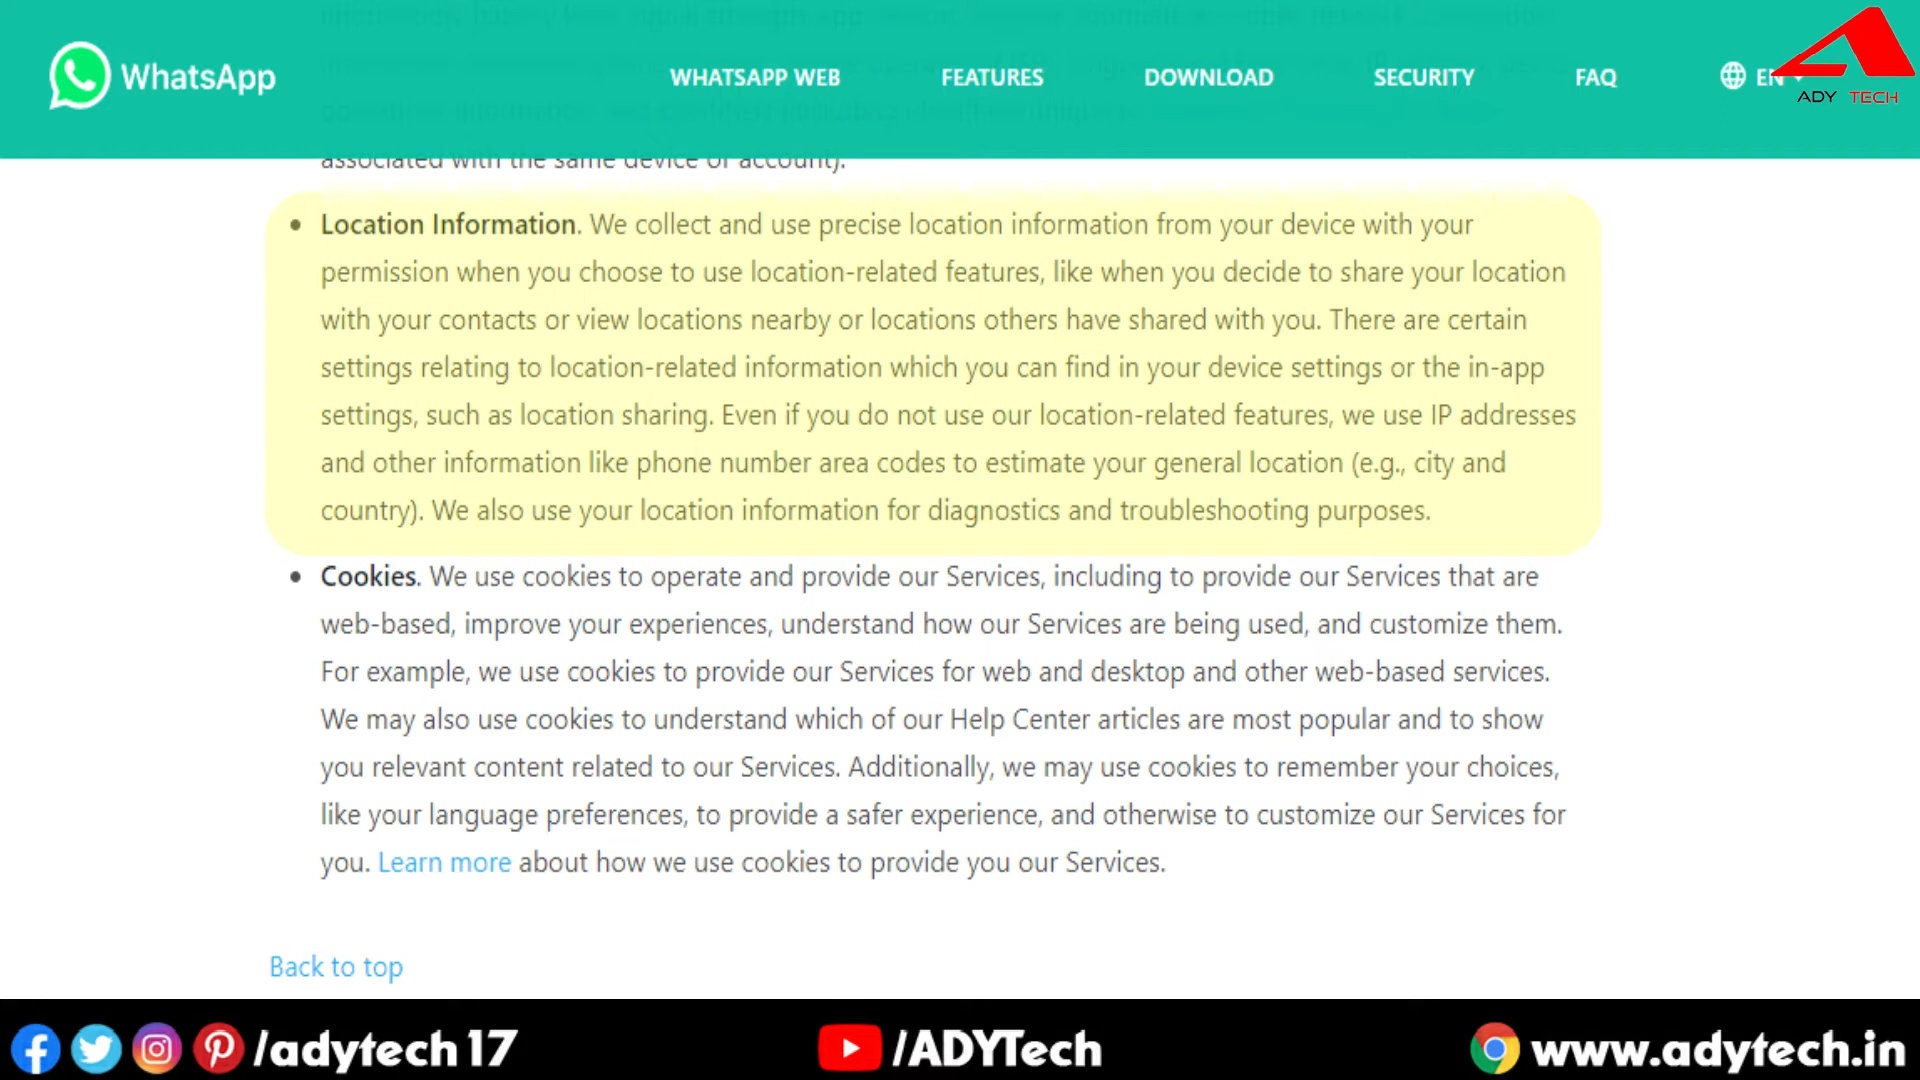 WhatsApp
WHATSAPP WEB
FEATURES
DOWNLOAD
SECURITY
FAQ
EN
ADY TECH
associated with the same device or account).
• Location Information. We collect and use precise location information from your device with your
permission when you choose to use location-related features, like when you decide to share your location
with your contacts or view locations nearby or locations others have shared with you. There are certain
settings relating to location-related information which you can find in your device settings or the in-app
settings, such as location sharing. Even if you do not use our location-related features, we use IP addresses
and other information like phone number area codes to estimate your general location (e.g., city and
country). We also use your location information for diagnostics and troubleshooting purposes.
• Cookies. We use cookies to operate and provide our Services, including to provide our Services that are
web-based, improve your experiences, understand how our Services are being used, and customize them.
For example, we use cookies to provide our Services for web and desktop and other web-based services.
We may also use cookies to understand which of our Help Center articles are most popular and to show
you relevant content related to our Services. Additionally, we may use cookies to remember your choices,
like your language preferences, to provide a safer experience, and otherwise to customize our Services for
you. Learn more about how we use cookies to provide you our Services.
Back to top
/adytech17
/ADYTech
www.adytech.in